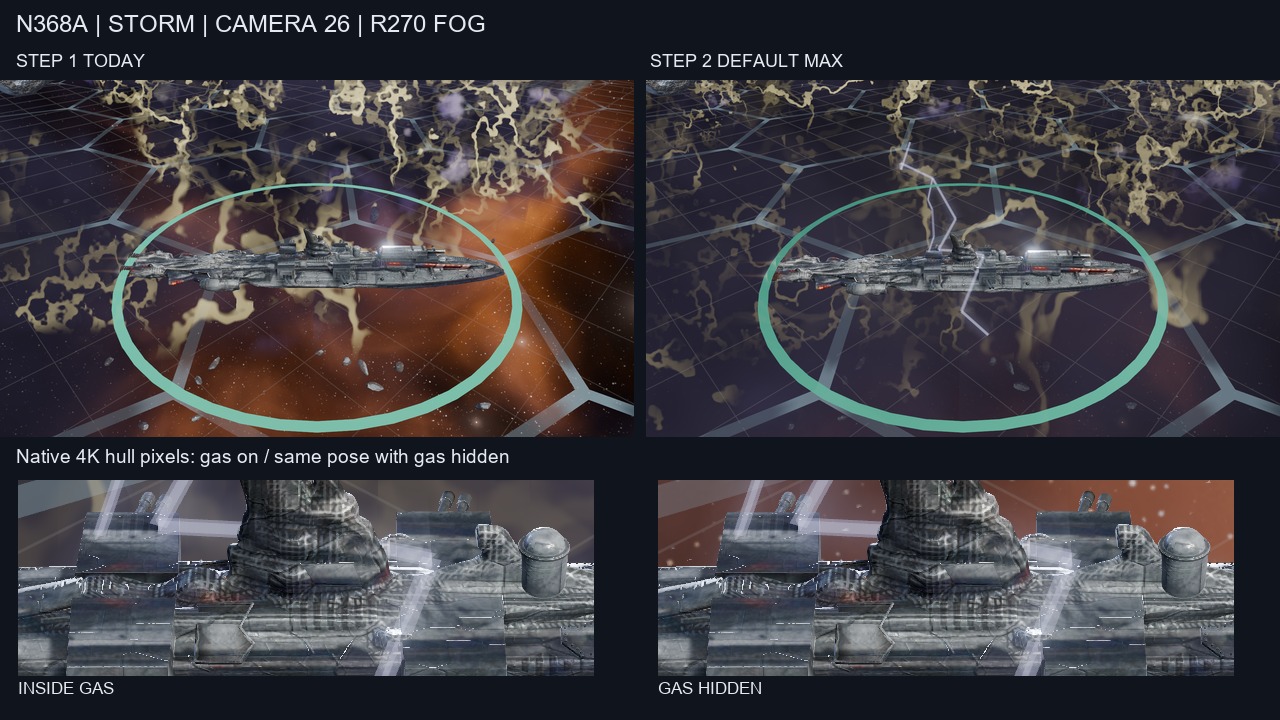 N368A | STORM | CAMERA 26 | R270 FOG
STEP 1 TODAY
STEP 2 DEFAULT MAX
Native 4K hull pixels: gas on / same pose with gas hidden
INSIDE GAS
GAS HIDDEN